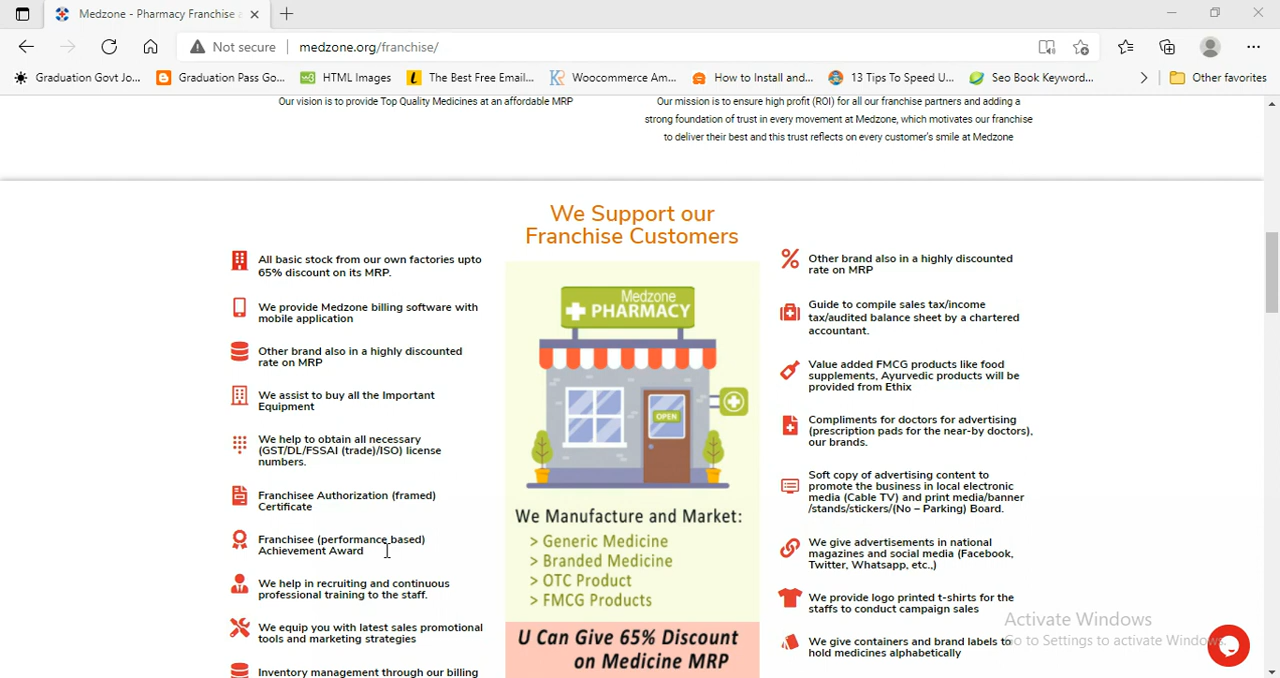 Medzone - Pharmacy Franchise a
Not secure
medzone.org/franchise/
Graduation Govt Jo...
Graduation Pass Go...
HTML Images
The Best Free Email...
Woocommerce Am...
How to Install and...
13 Tips To Speed U...
Seo Book Keyword...
Other favorites
Our vision is to provide Top Quality Medicines at an affordable MRP
Our mission is to ensure high profit (ROI) for all our franchise partners and adding a
strong foundation of trust in every movement at Medzone, which motivates our franchise
to deliver their best and this trust reflects on every customer's smile at Medzone
We Support our
Franchise Customers
All basic stock from our own factories upto
65% discount on its MRP.
We provide Medzone billing software with
mobile application
Other brand also in a highly discounted
rate on MRP
We assist to buy all the Important
Equipment
We help to obtain all necessary
(GST/DL/FSSAI (trade)/ISO) license
numbers.
Franchisee Authorization (framed)
Certificate
Franchisee (performance based)
Achievement Award
We help in recruiting and continuous
professional training to the staff.
We equip you with latest sales promotional
tools and marketing strategies
Inventory management through our billing
Medzone
PHARMACY
OPEN
We Manufacture and Market:
> Generic Medicine
> Branded Medicine
> OTC Product
> FMCG Products
U Can Give 65% Discount
on Medicine MRP
Other brand also in a highly discounted
rate on MRP
Guide to compile sales tax/income
tax/audited balance sheet by a chartered
accountant.
Value added FMCG products like food
supplements, Ayurvedic products will be
provided from Ethix
Compliments for doctors for advertising
(prescription pads for the near-by doctors),
our brands.
Soft copy of advertising content to
promote the business in local electronic
media (Cable TV) and print media/banner
/stands/stickers/(No – Parking) Board.
We give advertisements in national
magazines and social media (Facebook,
Twitter, Whatsapp, etc.,)
We provide logo printed t-shirts for the
staffs to conduct campaign sales
We give containers and brand labels to
hold medicines alphabetically
Activate Windows
Go to Settings to activate Windows.